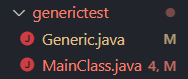 generictest
Generic.java M
MainClass.java 4, M